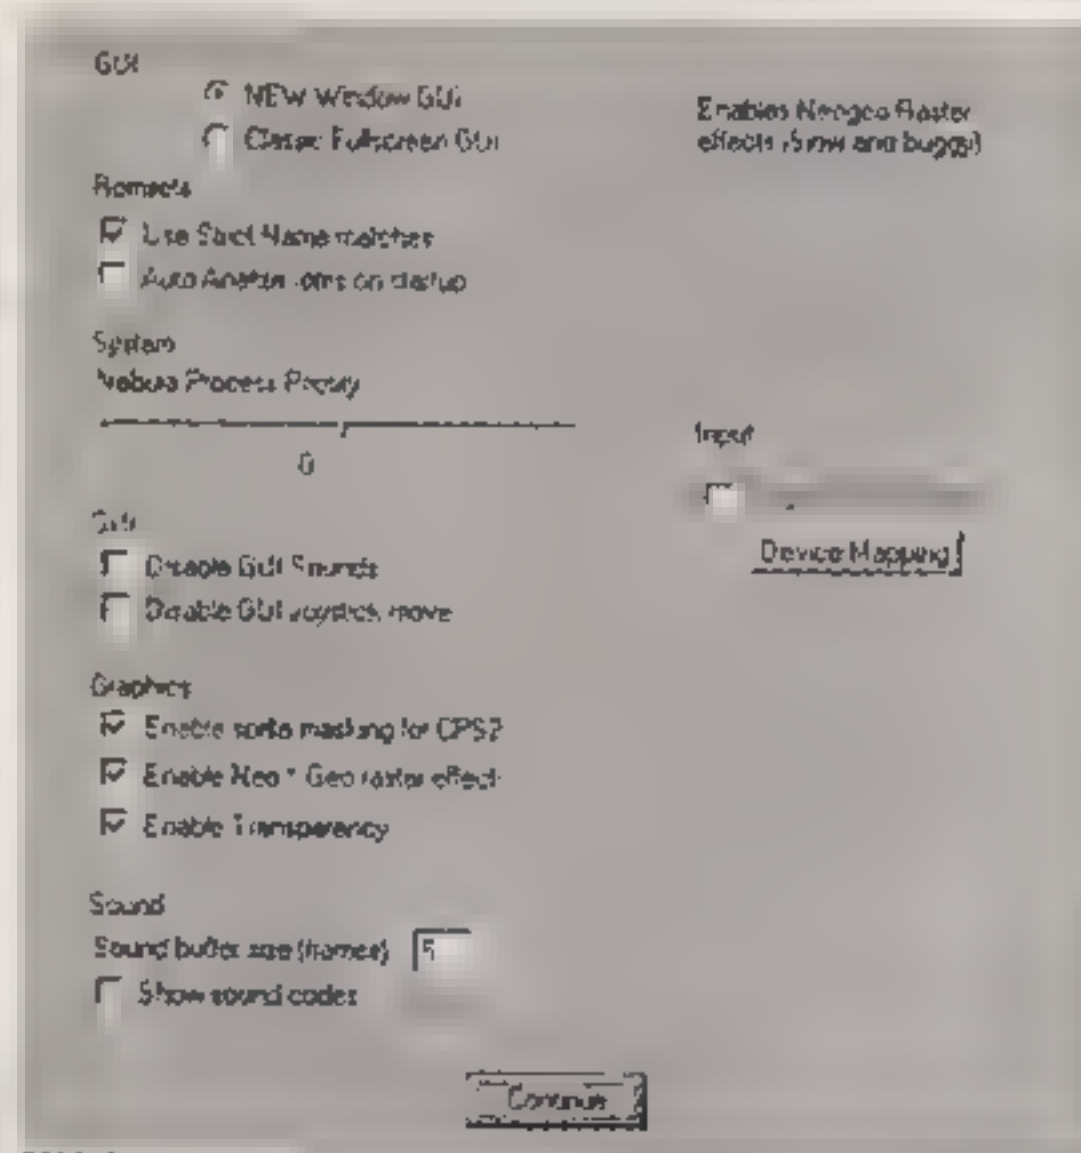 GUI
NEW Window GUI
Classic Fullscreen GUI
Enables Neogeo Raster
effects (Slow and buggy!)
Romsets
Use Strict Name matches
Auto Analize roms on startup
System
Nebula Process Priority
0
Input
Device Mapping
Disable GUI Sounds
Disable GUI Joystick move
Graphics
Enable sprite masking for CPS2
Enable Neo * Geo raster effect
Enable Transparency
Sound
Sound buffer size (frames)
5
Show sound codes
Continue